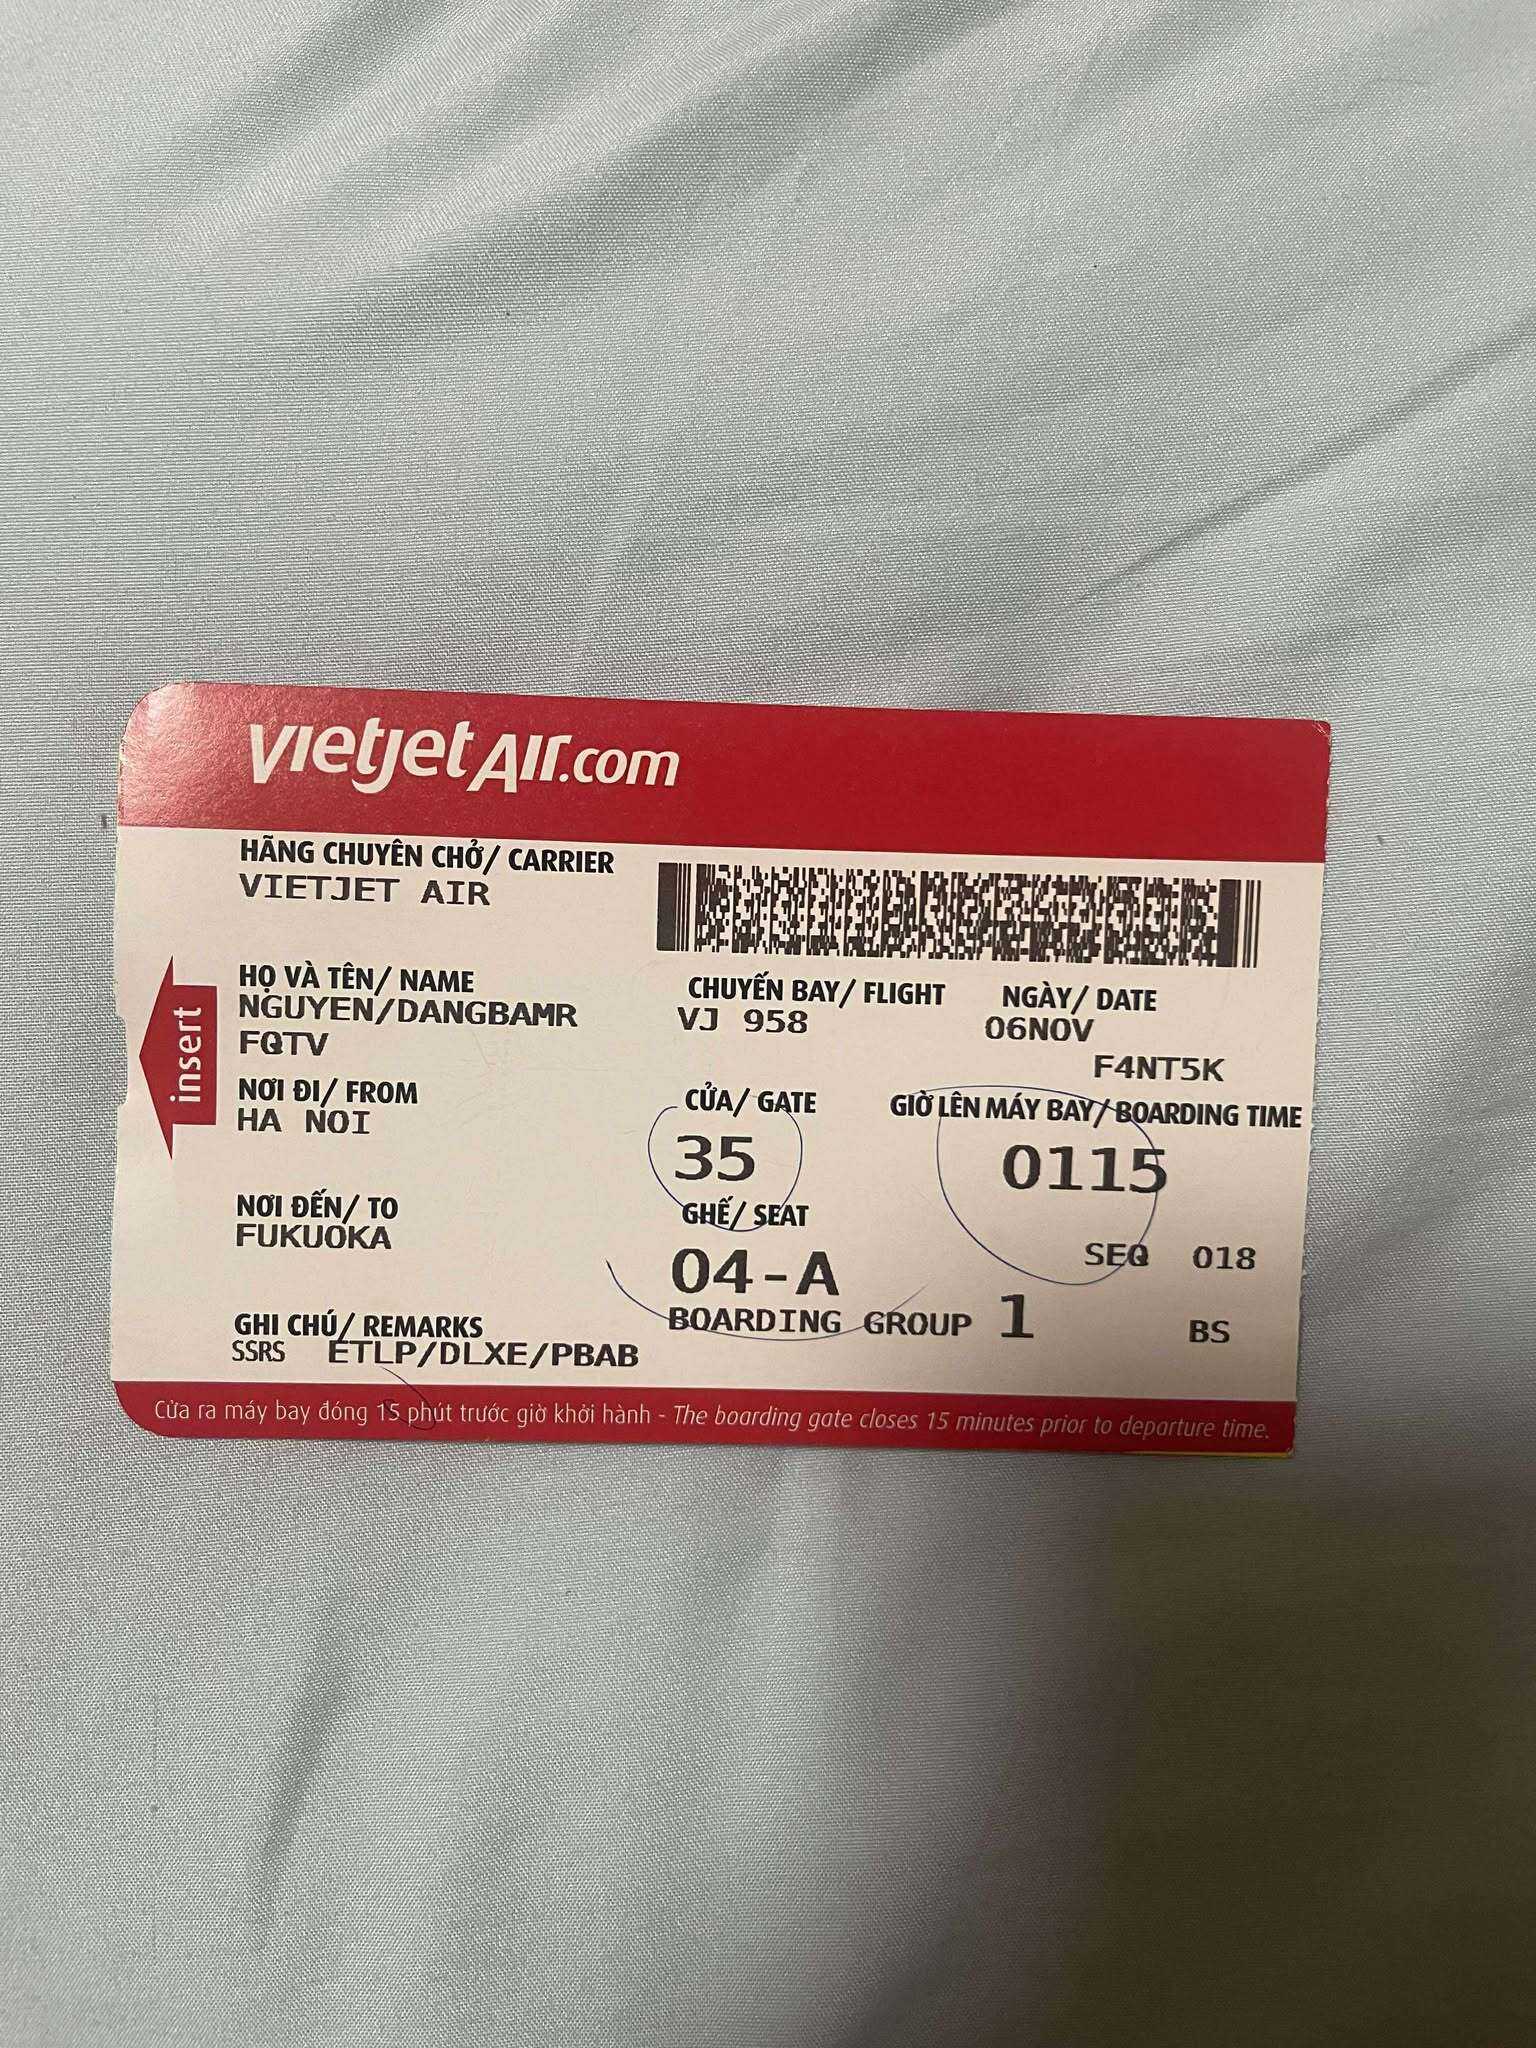 vietjet Air.com
HÃNG CHUYÊN CHỞ/ CARRIER
VIETJET AIR
HỌ VÀ TÊN/ NAME
NGUYEN/DANGBAMR
FQTV
CHUYẾN BAY/ FLIGHT
VJ 958
NGÀY/ DATE
06NOV
F4NT5K
insert
NƠI ĐI/ FROM
HA NOI
CỬA/ GATE
35
GIỜ LÊN MÁY BAY/ BOARDING TIME
0115
NƠI ĐẾN/ TO
FUKUOKA
GHẾ/ SEAT
04-A
SEQ 018
BOARDING GROUP 1
BS
GHI CHÚ/ REMARKS
SSRS ETLP/DLXE/PBAB
Cửa ra máy bay đóng 15 phút trước giờ khởi hành - The boarding gate closes 15 minutes prior to departure time.